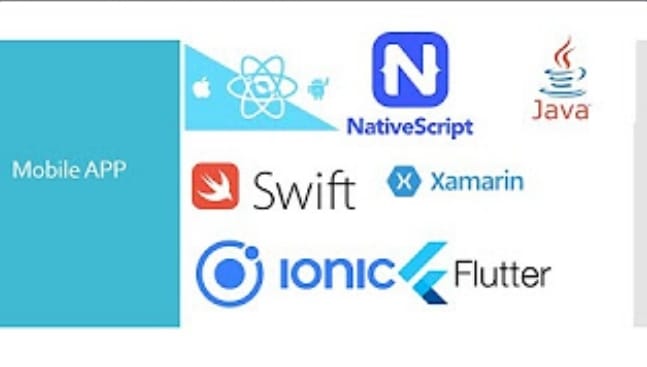 NativeScript
Java
Mobile APP
Swift
Xamarin
IONIC
Flutter